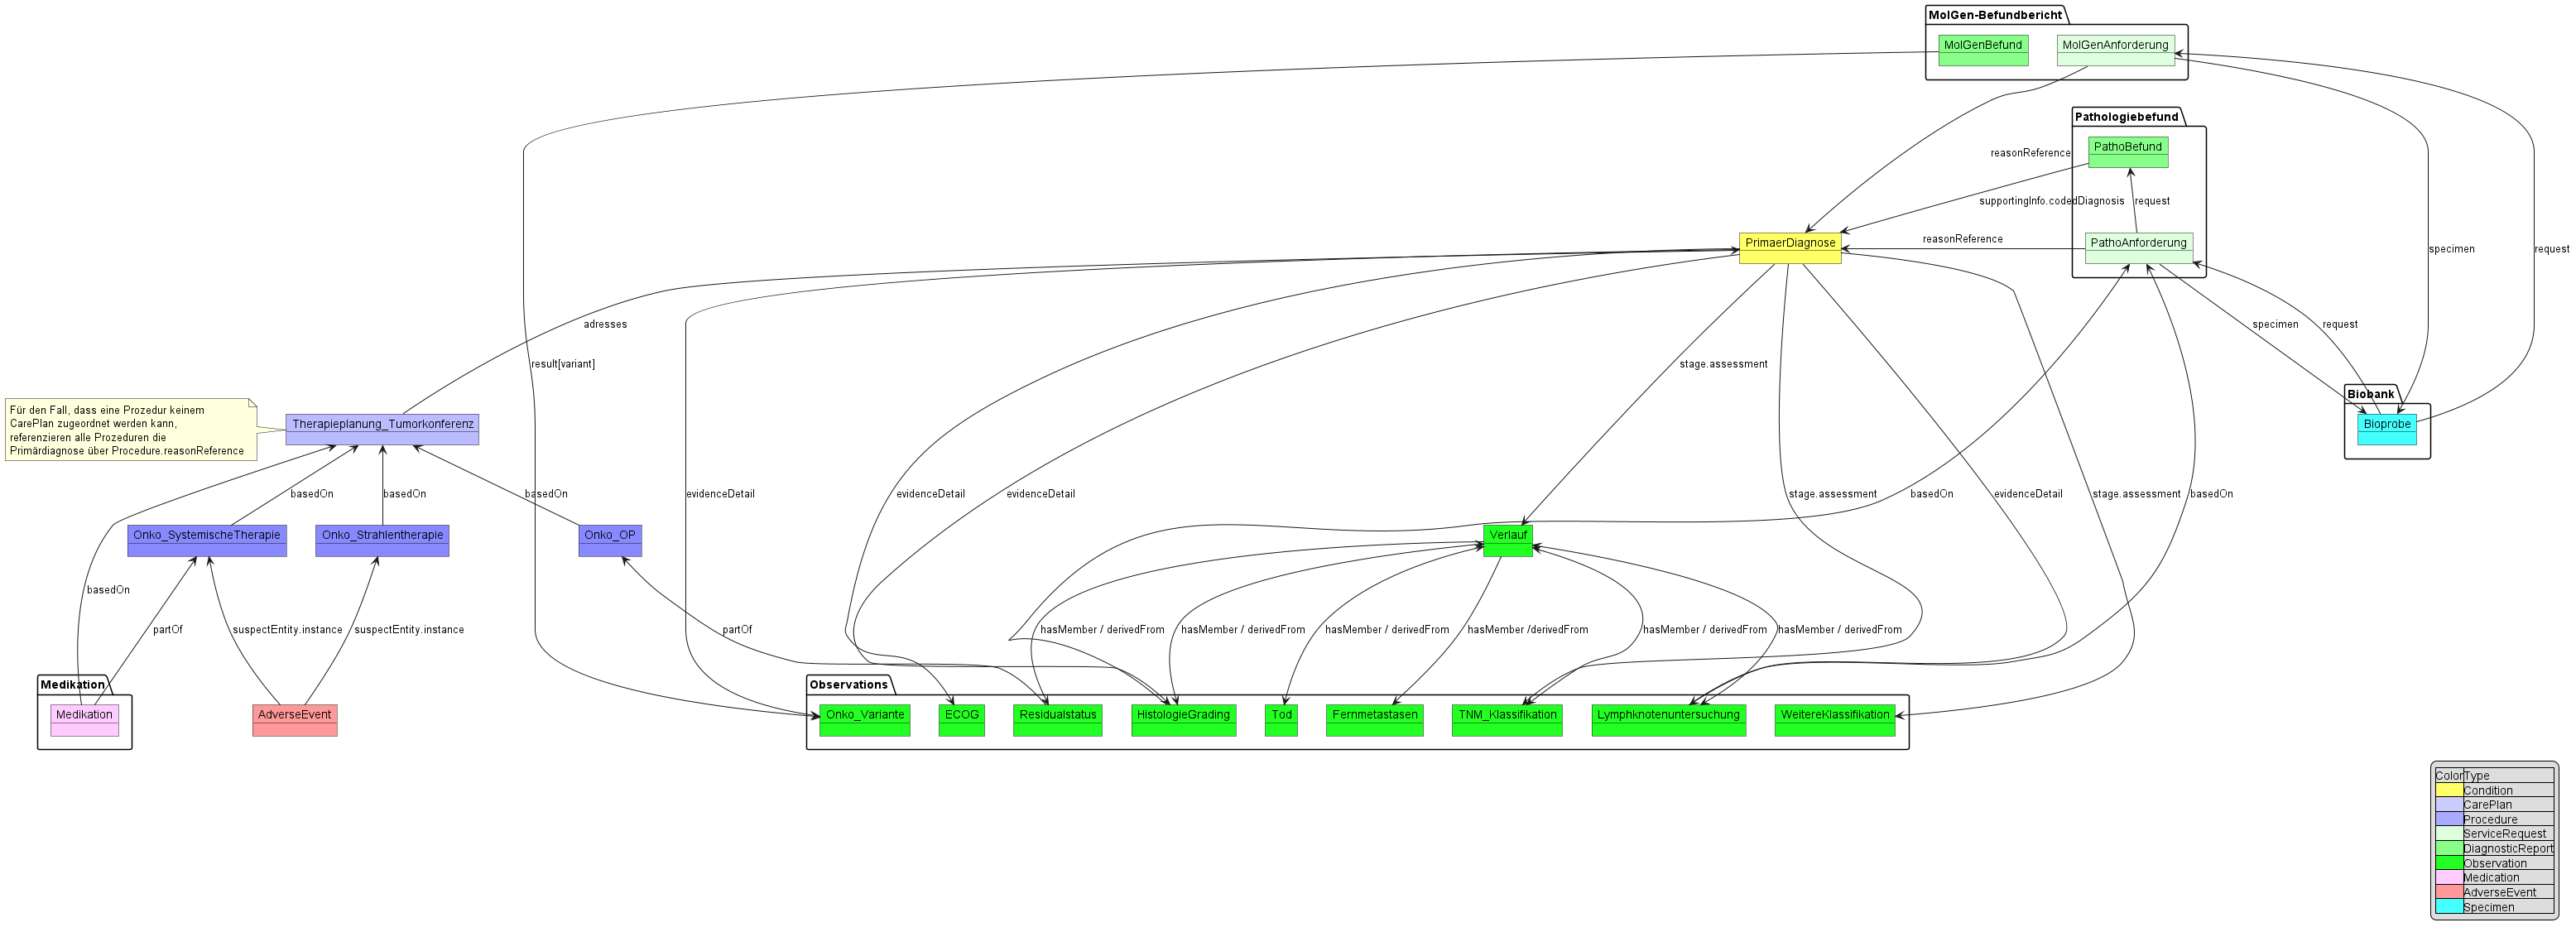 MolGen-Befundbericht
MolGenBefund
MolGenAnforderung
Pathologiebefund
PathoBefund
reasonReference
supportingInfo.codedDiagnosis
request
PrimaerDiagnose
reasonReference
PathoAnforderung
specimen
request
adresses
specimen
request
result[variant]
stage.assessment
Biobank
Bioprobe
Für den Fall, dass eine Prozedur keinem
CarePlan zugeordnet werden kann,
referenzieren alle Prozeduren die
Primärdiagnose über Procedure.reasonReference
Therapieplanung_Tumorkonferenz
basedOn
basedOn
basedOn
evidenceDetail
evidenceDetail
evidenceDetail
stage.assessment
basedOn
evidenceDetail
stage.assessment
basedOn
Onko_SystemischeTherapie
Onko_Strahlentherapie
Onko_OP
Verlauf
basedOn
partOf
suspectEntity.instance
suspectEntity.instance
partOf
hasMember / derivedFrom
hasMember / derivedFrom
hasMember / derivedFrom
hasMember /derivedFrom
hasMember / derivedFrom
hasMember / derivedFrom
Medikation
Medikation
AdverseEvent
Observations
Onko_Variante
ECOG
Residualstatus
HistologieGrading
Tod
Fernmetastasen
TNM_Klassifikation
Lymphknotenuntersuchung
WeitereKlassifikation
Color Type
Condition
CarePlan
Procedure
ServiceRequest
DiagnosticReport
Observation
Medication
AdverseEvent
Specimen